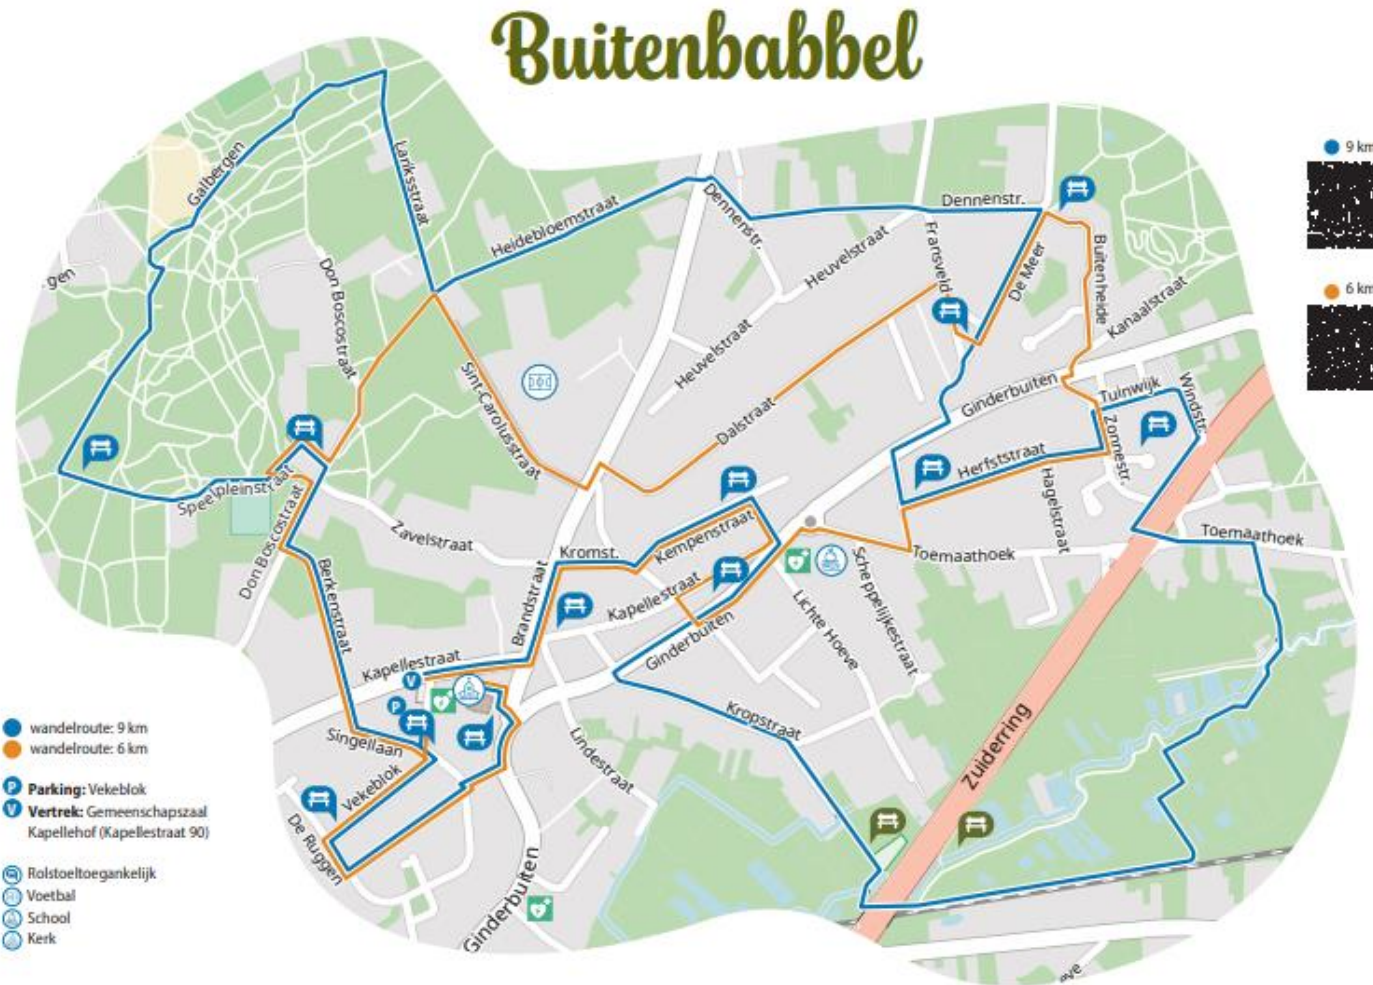 Buitenbabbel
9 km
6 km
Galbergen
gen
Lanksstraat
Heidebloemstraat
Dennenstr.
Dennenstr.
Heuvelstraat
Heuvelstraat
Fransveld
De Meer
Buitenheide
Kanaalstraat
Don Boscostraat
Sint-Carolusstraat
Dalstraat
Ginderbuiten
Tuinwijk
Windstr.
Zonnestr.
Herfststraat
Hagelstraat
Speelpleinstraat
Don Boscostraat
Zavelstraat
Kromst.
Kempenstraat
Toemaathoek
Toemaathoek
Berkenstraat
Brandstraat
Kapellestraat
Kapellestraat
Ginderbuiten
Lichte Hoeve
Scheppelijkestraat
V
P
Kropstraat
Zuiderring
Singellaan
Vekeblok
Lindestraat
De Ruggen
Ginderbuiten
eve
wandelroute: 9 km
wandelroute: 6 km
P Parking: Vekeblok
V Vertrek: Gemeenschapszaal
Kapellehof (Kapellestraat 90)
Rolstoeltoegankelijk
Voetbal
School
Kerk